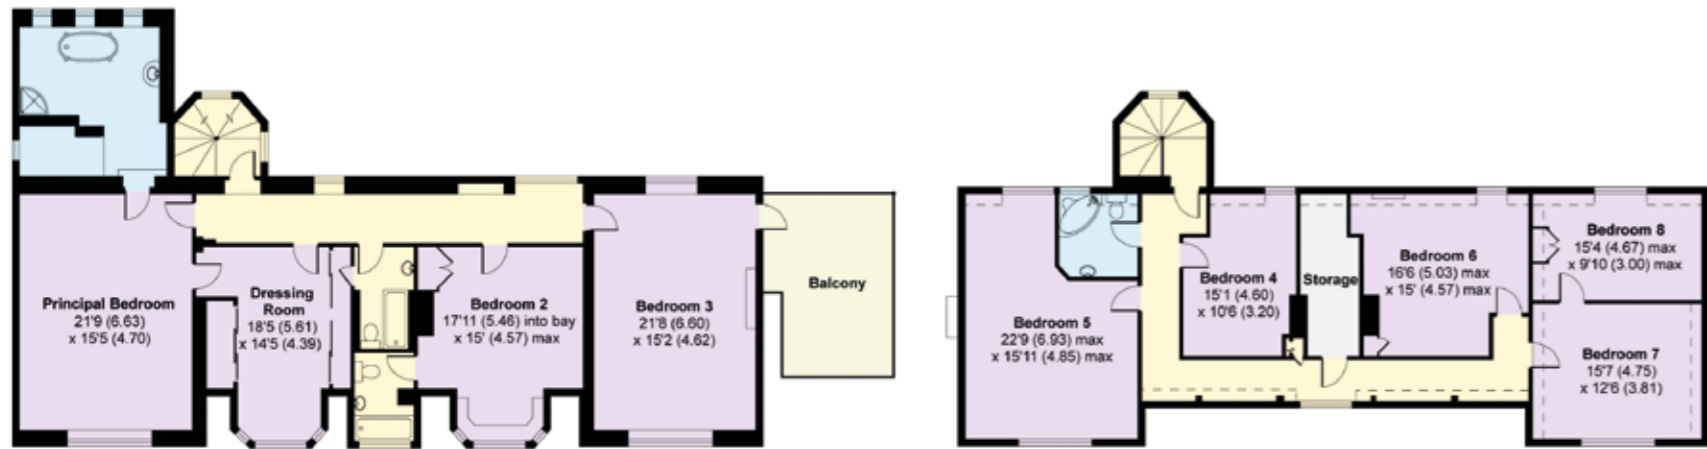 Principal Bedroom
21'9 (6.63)
x 15'5 (4.70)
Dressing
Room
18'5 (5.61)
x 14'5 (4.39)
Bedroom 2
17'11 (5.46) into bay
x 15' (4.57) max
Bedroom 3
21'8 (6.60)
x 15'2 (4.62)
Balcony
Bedroom 5
22'9 (6.93) max
x 15'11 (4.85) max
Bedroom 4
15'1 (4.60)
x 10'6 (3.20)
Storage
Bedroom 6
16'6 (5.03) max
x 15' (4.57) max
Bedroom 8
15'4 (4.67) max
x 9'10 (3.00) max
Bedroom 7
15'7 (4.75)
x 12'6 (3.81)